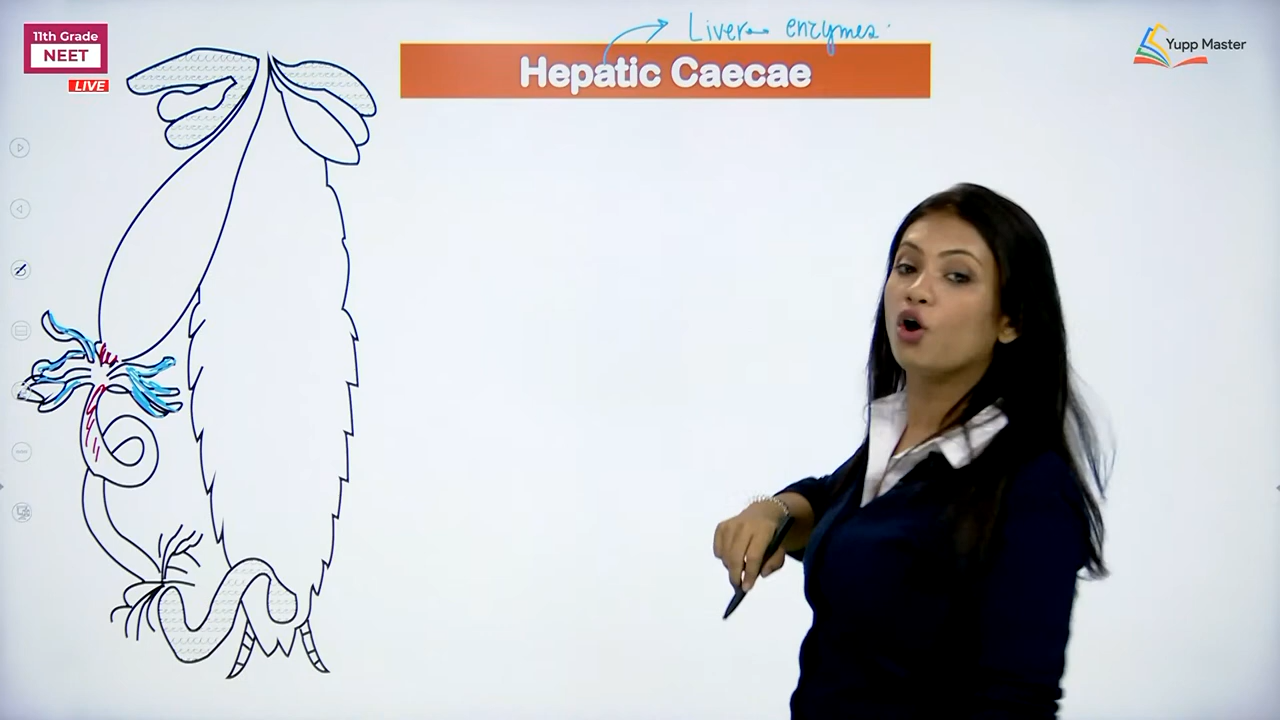 11th Grade
NEET
LIVE
Liver enzymes.
Hepatic Caecae
Yupp Master